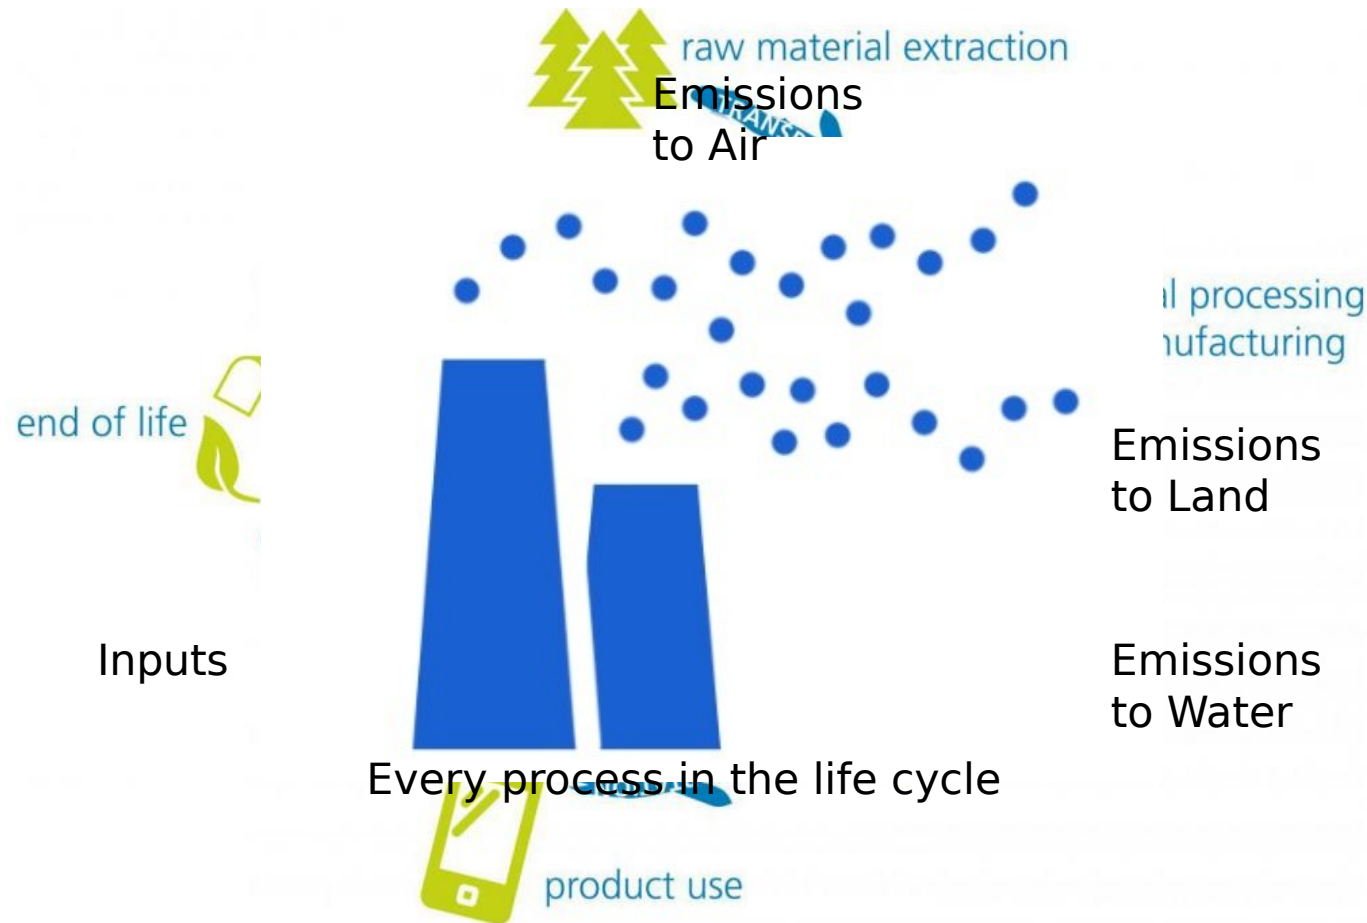 raw material extraction
Emissions
to Air
processing
end of life
Emissions
to Land
Inputs
Emissions
to Water
Every process in the life cycle
product use